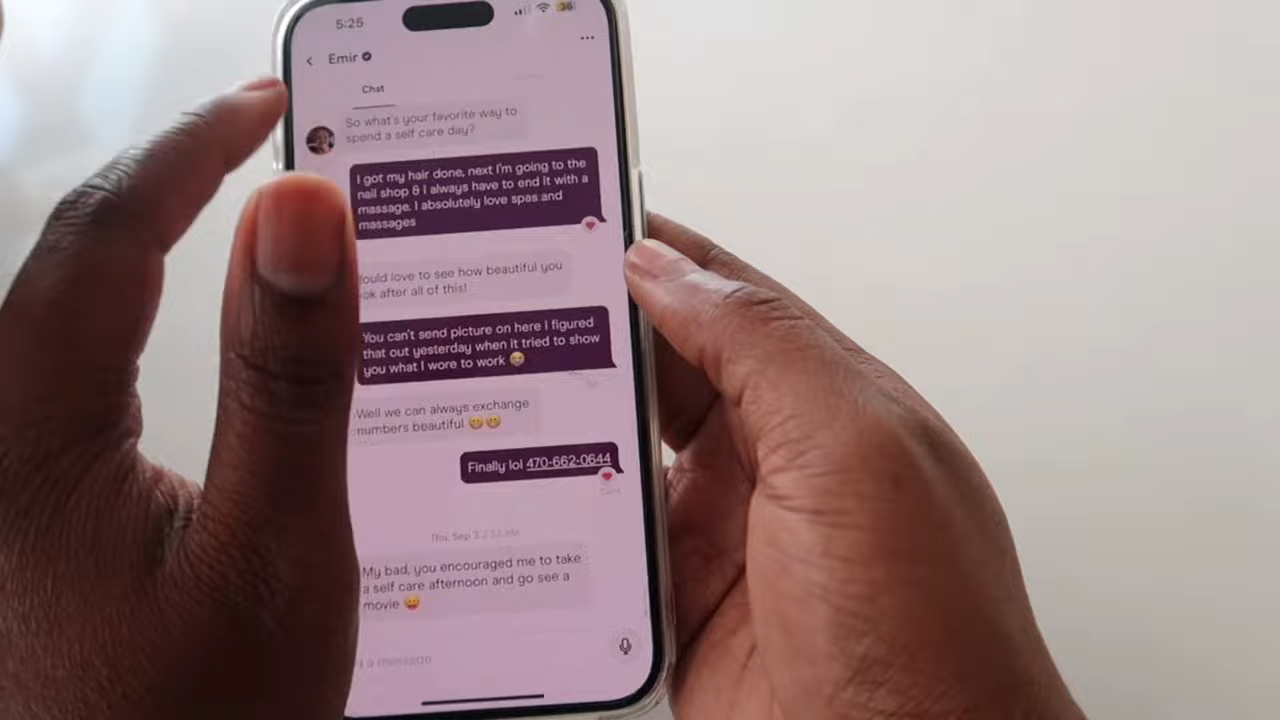 5:25
36
Emir
Chat
So what's your favorite way to
spend a self care day?
I got my hair done, next I'm going to the
nail shop & I always have to end it with a
massage. I absolutely love spas and
massages
ould love to see how beautiful you
ok after all of this!
You can't send picture on here I figured
that out yesterday when it tried to show
you what I wore to work 😂
Well we can always exchange
numbers beautiful 😁😁
Finally lol 470-662-0644
Thu, Sep
My bad, you encouraged me to take
a self care afternoon and go see a
movie 😄
a message